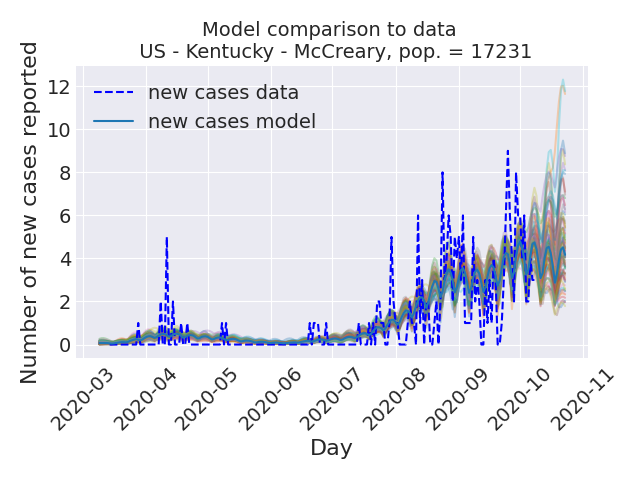 Model comparison to data
US - Kentucky - McCreary, pop. = 17231
Number of new cases reported
12
10
8
6
4
2
0
new cases data
new cases model
2020-03
2020-04
2020-05
2020-06
2020-07
2020-08
2020-09
2020-10
2020-11
Day